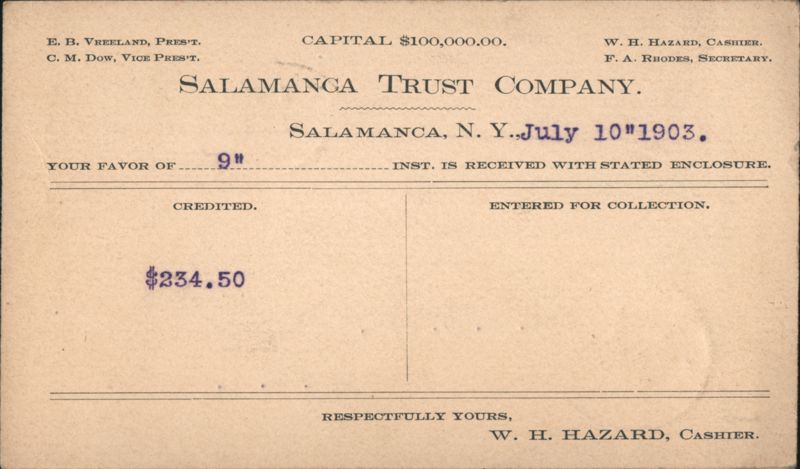 E. B. VREELAND, PRES'T.
CAPITAL $100,000.00.
W. H. HAZARD, CASHIER.
C. M. DOW, VICE PRES'T.
F. A. RHODES, SECRETARY.
SALAMANCA TRUST COMPANY.
SALAMANCA, N. Y., July 10"1903.
YOUR FAVOR OF 9" INST. IS RECEIVED WITH STATED ENCLOSURE.
CREDITED.
ENTERED FOR COLLECTION.
$234.50
RESPECTFULLY YOURS,
W. H. HAZARD, CASHIER.